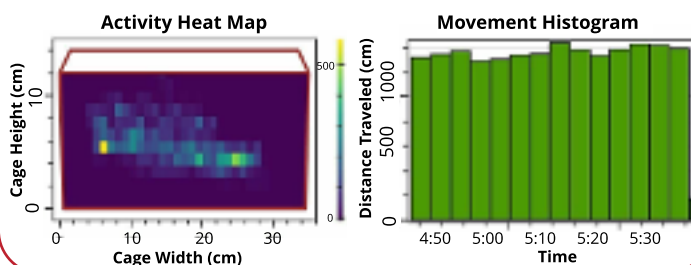 Activity Heat Map
Cage Height (cm)
10
0
0 10 20 30
Cage Width (cm)
500
0
Movement Histogram
Distance Traveled (cm)
1000
500
0
4:50 5:00 5:10 5:20 5:30
Time